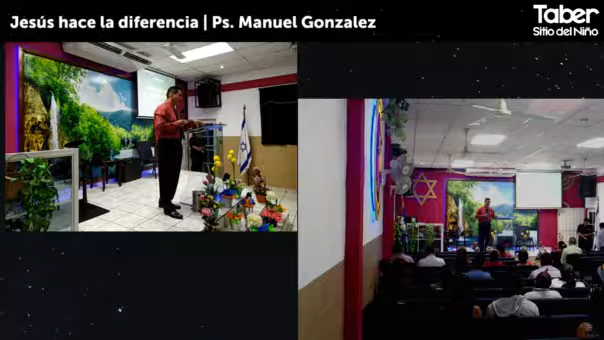 Jesús hace la diferencia | Ps. Manuel Gonzalez
Taber
Sitio del Niño